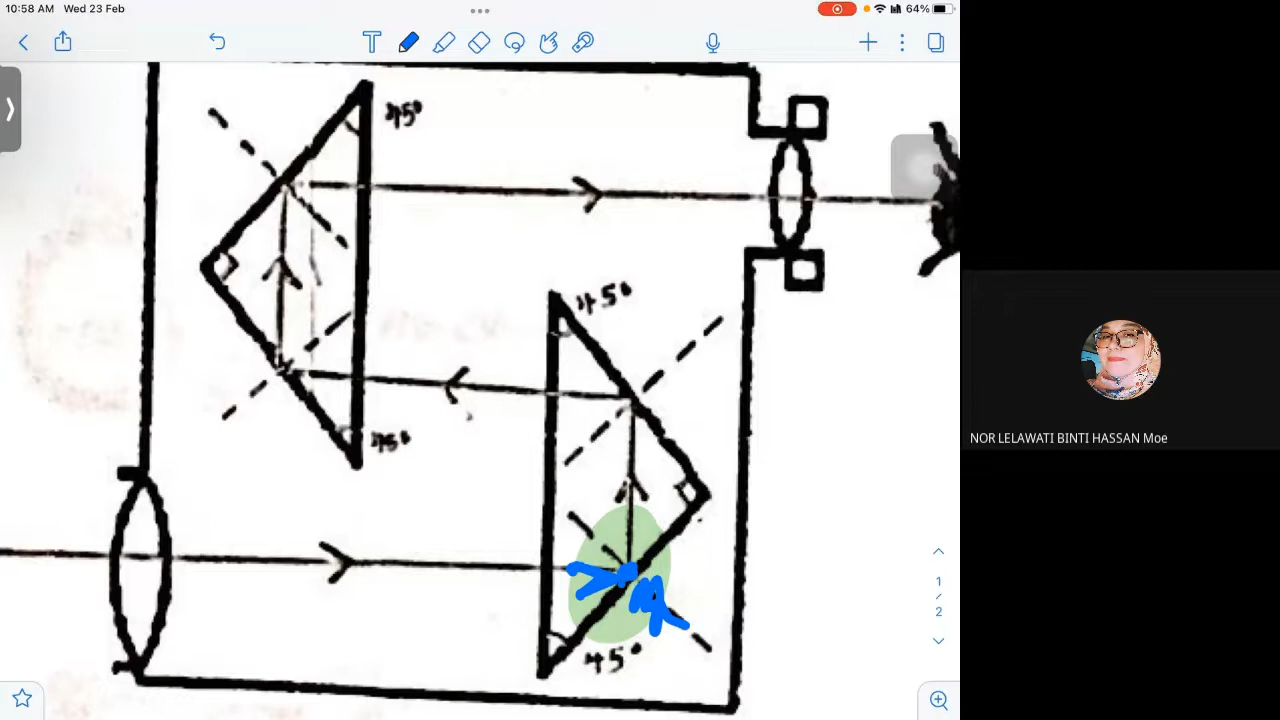 10:58 AM Wed 23 Feb
64%
T
45°
45°
45°
45°
1
/
2
NOR LELAWATI BINTI HASSAN Moe